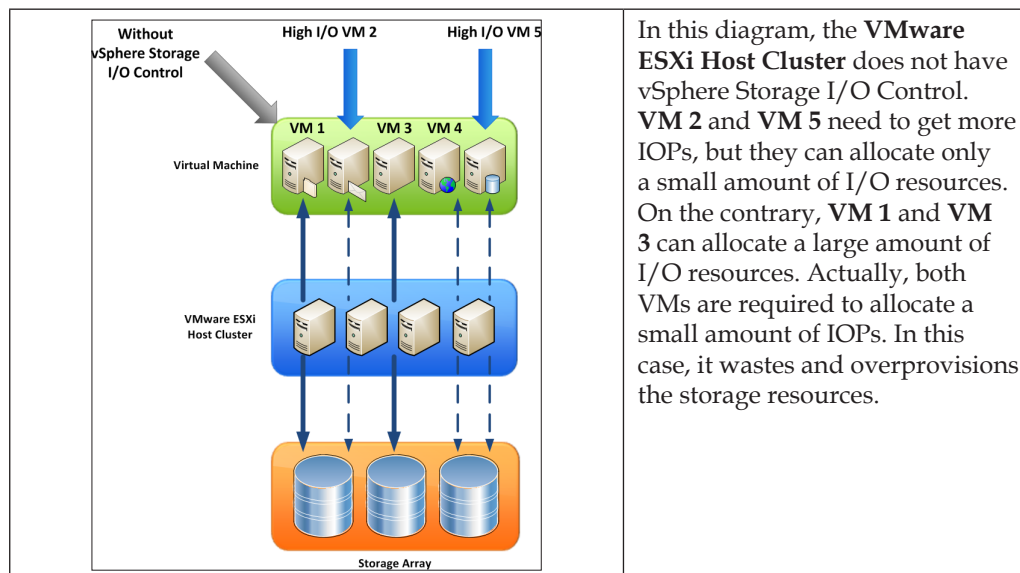 Without
vSphere Storage
I/O Control
High I/O VM 2
High I/O VM 5
VM 1
VM 3
VM 4
Virtual Machine
VMware ESXi
Host Cluster
Storage Array
In this diagram, the VMware
ESXi Host Cluster does not have
vSphere Storage I/O Control.
VM 2 and VM 5 need to get more
IOPs, but they can allocate only
a small amount of I/O resources.
On the contrary, VM 1 and VM
3 can allocate a large amount of
I/O resources. Actually, both
VMs are required to allocate a
small amount of IOPs. In this
case, it wastes and overprovisions
the storage resources.